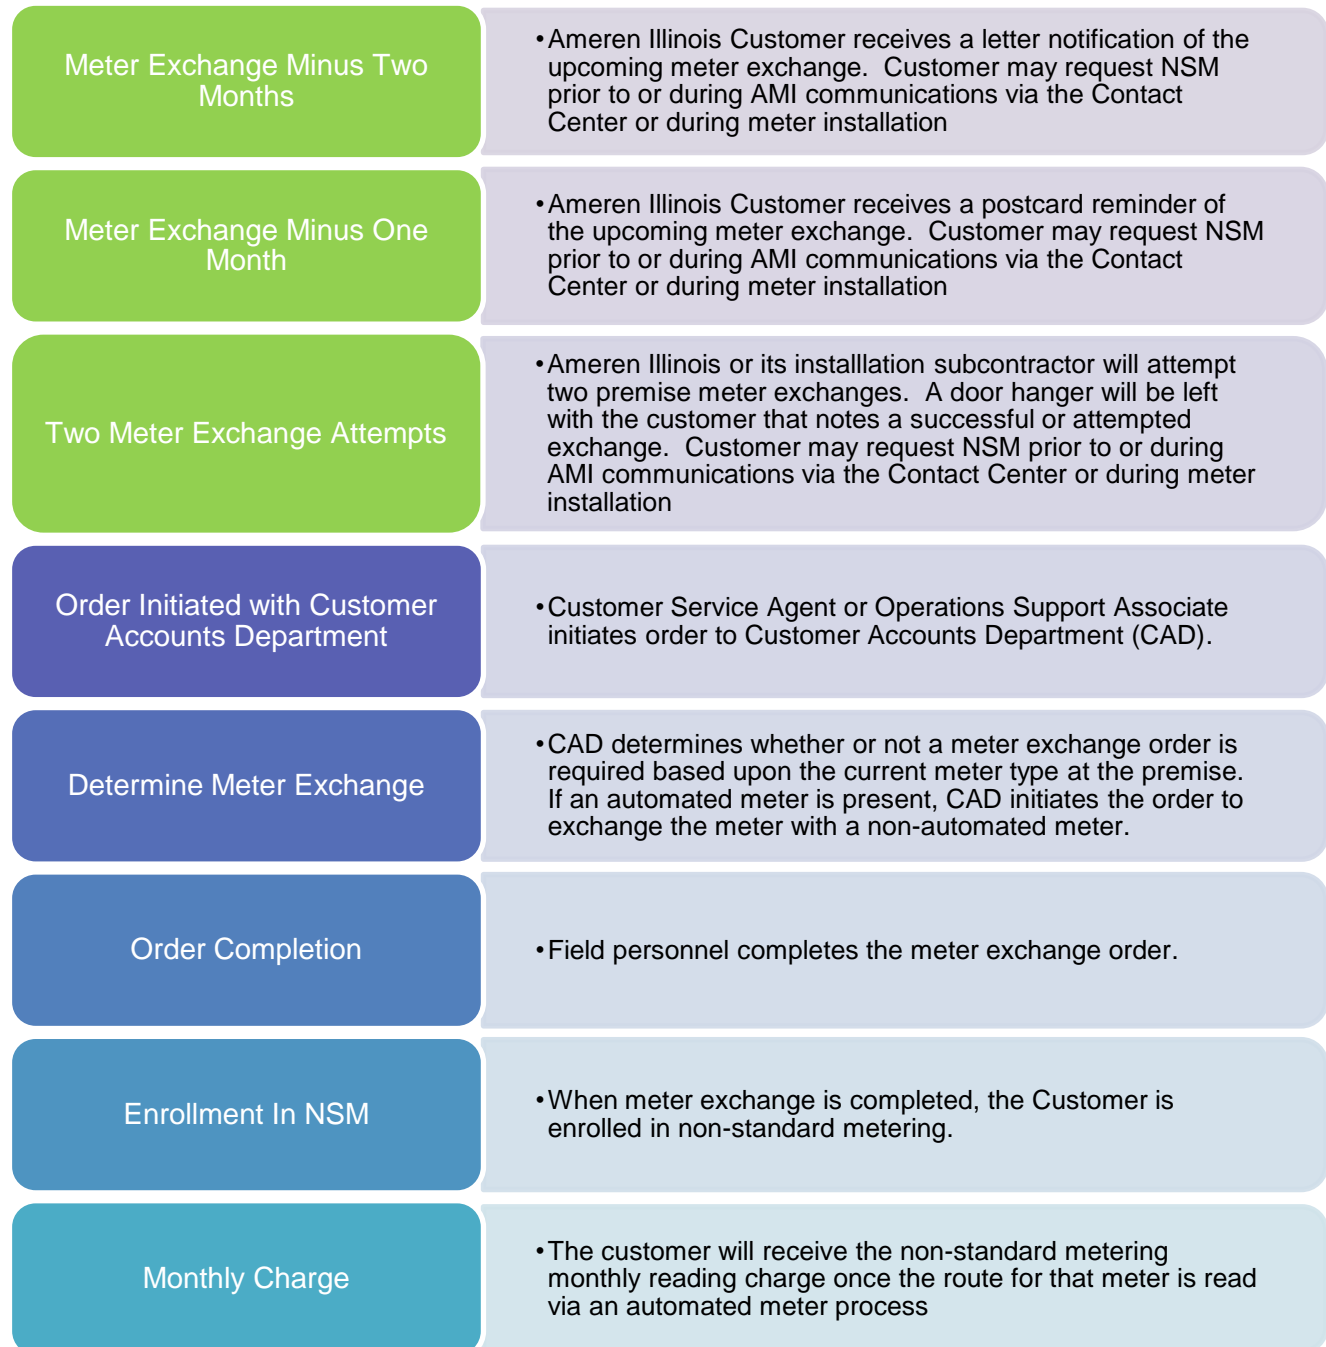 Meter Exchange Minus Two
Months
•Ameren Illinois Customer receives a letter notification of the
upcoming meter exchange.  Customer may request NSM
prior to or during AMI communications via the Contact
Center or during meter installation
Meter Exchange Minus One
Month
•Ameren Illinois Customer receives a postcard reminder of
the upcoming meter exchange.  Customer may request NSM
prior to or during AMI communications via the Contact
Center or during meter installation
Two Meter Exchange Attempts
•Ameren Illinois or its installlation subcontractor will attempt
two premise meter exchanges.  A door hanger will be left
with the customer that notes a successful or attempted
exchange.  Customer may request NSM prior to or during
AMI communications via the Contact Center or during meter
installation
Order Initiated with Customer
Accounts Department
•Customer Service Agent or Operations Support Associate
initiates order to Customer Accounts Department (CAD).
Determine Meter Exchange
•CAD determines whether or not a meter exchange order is
required based upon the current meter type at the premise.
If an automated meter is present, CAD initiates the order to
exchange the meter with a non-automated meter.
Order Completion
•Field personnel completes the meter exchange order.
Enrollment In NSM
•When meter exchange is completed, the Customer is
enrolled in non-standard metering.
Monthly Charge
•The customer will receive the non-standard metering
monthly reading charge once the route for that meter is read
via an automated meter process